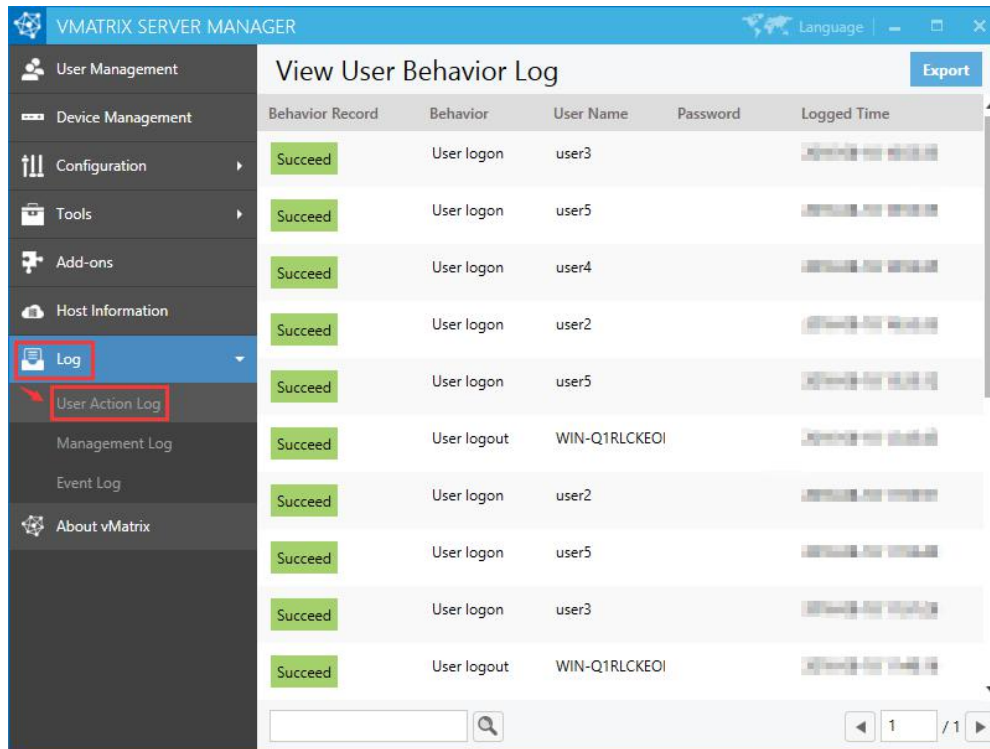 VMATRIX SERVER MANAGER Language
User Management
Device Management
Configuration
Tools
Add-ons
Host Information
Log
User Action Log
Management Log
Event Log
About vMatrix
View User Behavior Log Export
Behavior Record Behavior User Name Password Logged Time
Succeed User logon user3
Succeed User logon user5
Succeed User logon user4
Succeed User logon user2
Succeed User logon user5
Succeed User logout WIN-Q1RLCKEOI
Succeed User logon user2
Succeed User logon user5
Succeed User logon user3
Succeed User logout WIN-Q1RLCKEOI
1 / 1